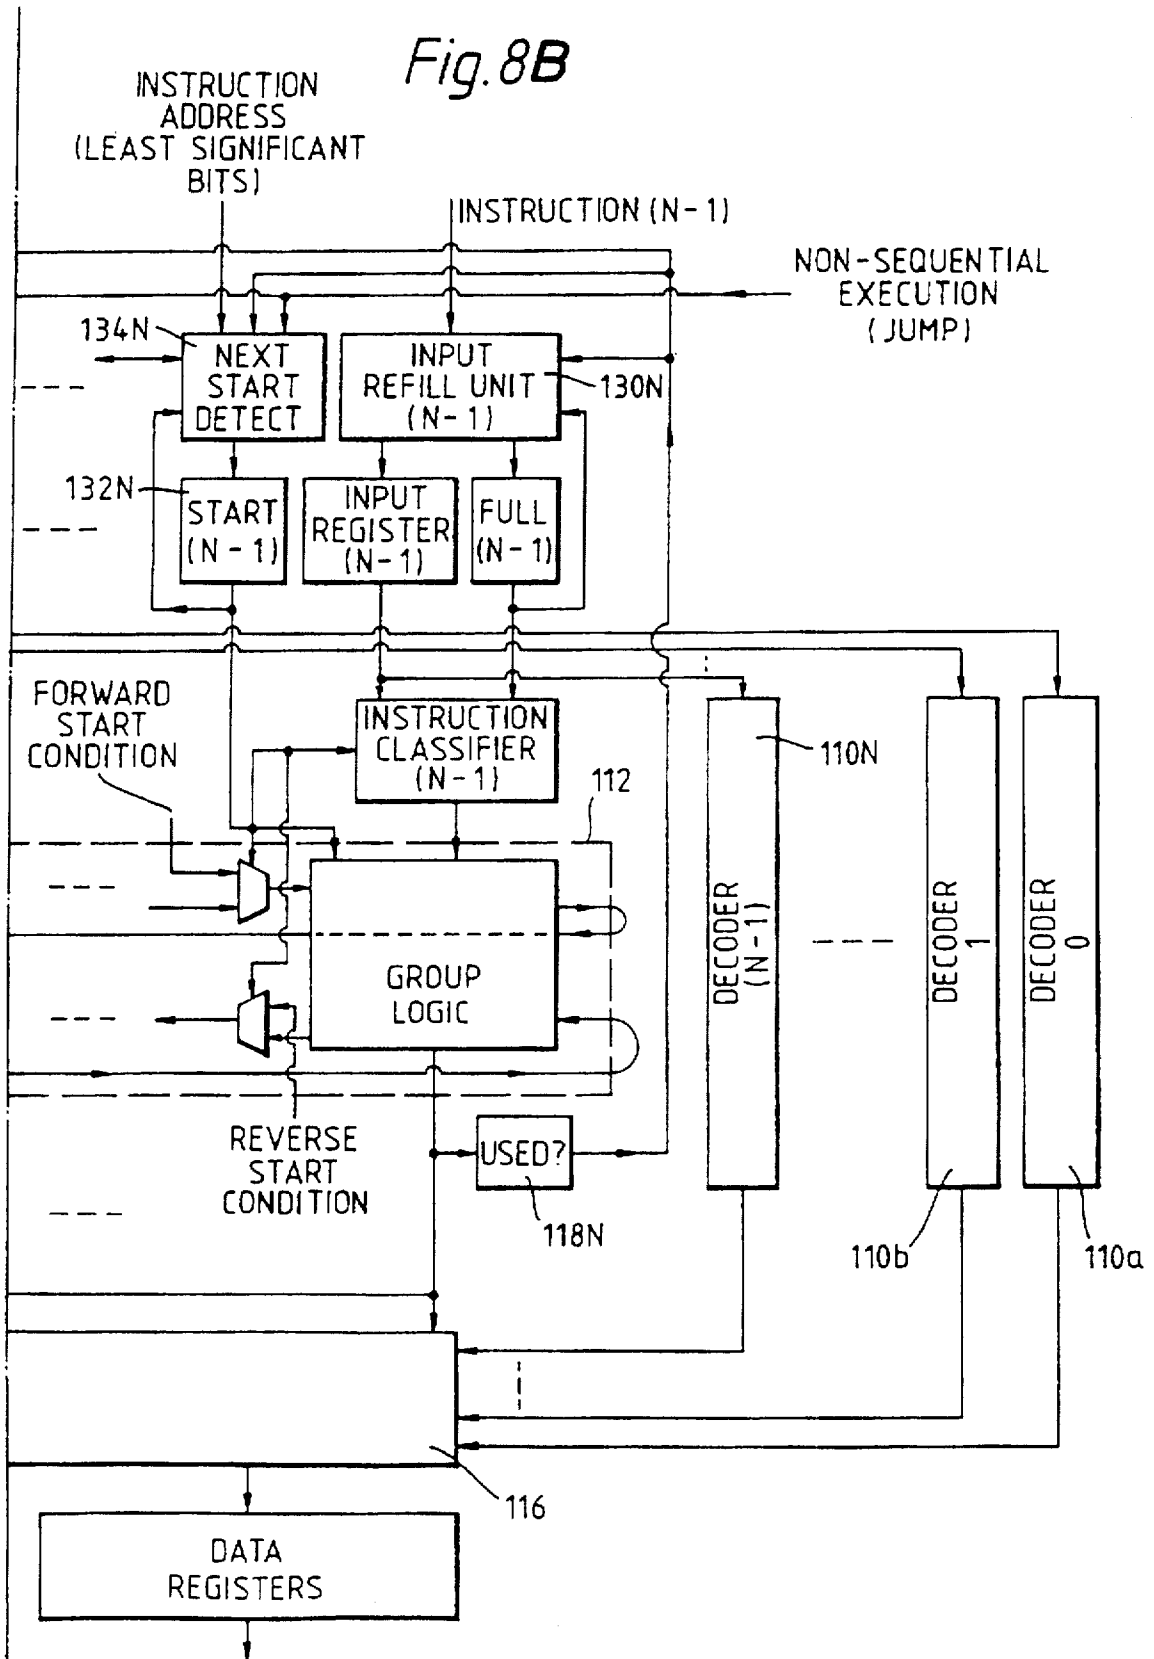 Fig.8B
INSTRUCTION
ADDRESS
(LEAST SIGNIFICANT
BITS)
INSTRUCTION (N-1)
NON-SEQUENTIAL
EXECUTION
(JUMP)
134N
NEXT
START
DETECT
INPUT
REFILL UNIT
(N-1)
130N
132N
START
(N-1)
INPUT
REGISTER
(N-1)
FULL
(N-1)
FORWARD
START
CONDITION
INSTRUCTION
CLASSIFIER
(N-1)
112
110N
DECODER
(N-1)
DECODER
1
DECODER
0
GROUP
LOGIC
REVERSE
START
CONDITION
USED?
118N
110b
110a
116
DATA
REGISTERS